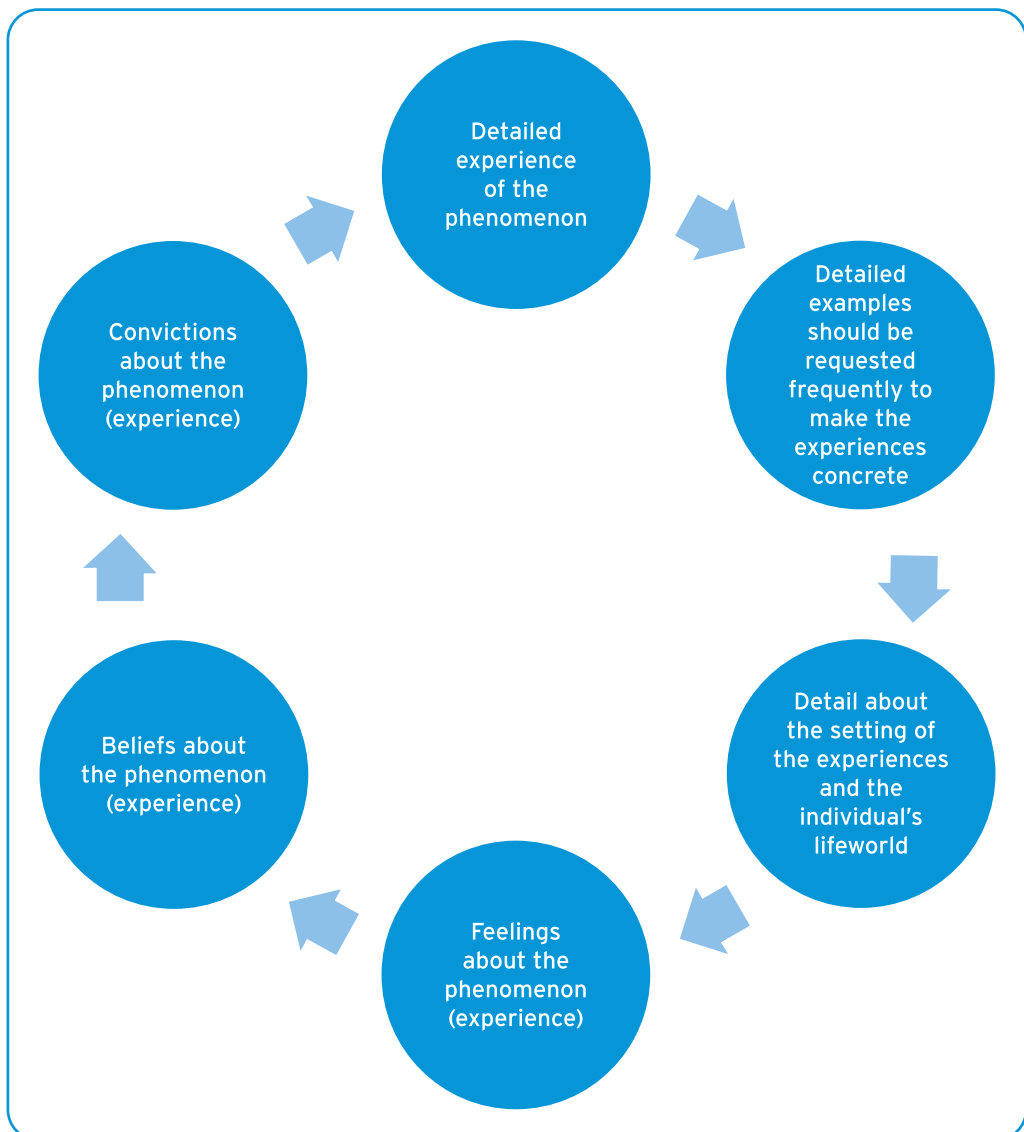 Detailed
experience
of the
phenomenon
Detailed
examples
should be
requested
frequently to
make the
experiences
concrete
Detail about
the setting of
the experiences
and the
individual’s
lifeworld
Feelings
about the
phenomenon
(experience)
Beliefs about
the phenomenon
(experience)
Convictions
about the
phenomenon
(experience)